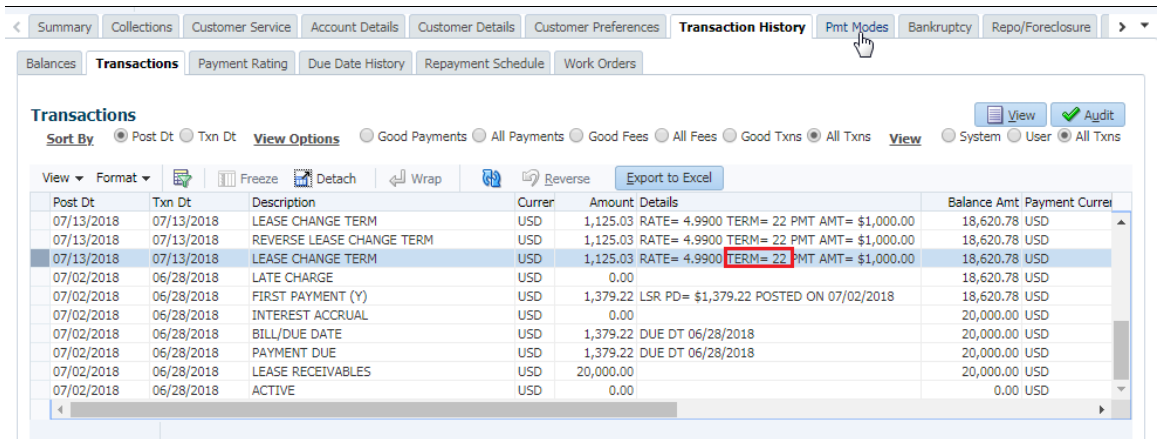 Summary Collections Customer Service Account Details Customer Details Customer Preferences Transaction History Pmt Modes Bankruptcy Repo/Foreclosure
Balances Transactions Payment Rating Due Date History Repayment Schedule Work Orders
Transactions View Audit
Sort By Post Dt Txn Dt View Options Good Payments All Payments Good Fees All Fees Good Txns All Txns View System User All Txns
View Format Freeze Detach Wrap Reverse Export to Excel
Post Dt Txn Dt Description Curren Amount Details Balance Amt Payment Curren
07/13/2018 07/13/2018 LEASE CHANGE TERM USD 1,125.03 RATE= 4.9900 TERM= 22 PMT AMT= $1,000.00 18,620.78 USD
07/13/2018 07/13/2018 REVERSE LEASE CHANGE TERM USD 1,125.03 RATE= 4.9900 TERM= 22 PMT AMT= $1,000.00 18,620.78 USD
07/13/2018 07/13/2018 LEASE CHANGE TERM USD 1,125.03 RATE= 4.9900 TERM= 22 PMT AMT= $1,000.00 18,620.78 USD
07/02/2018 06/28/2018 LATE CHARGE USD 0.00 18,620.78 USD
07/02/2018 06/28/2018 FIRST PAYMENT (Y) USD 1,379.22 LSR PD= $1,379.22 POSTED ON 07/02/2018 18,620.78 USD
07/02/2018 06/28/2018 INTEREST ACCRUAL USD 0.00 20,000.00 USD
07/02/2018 06/28/2018 BILL/DUE DATE USD 1,379.22 DUE DT 06/28/2018 20,000.00 USD
07/02/2018 06/28/2018 PAYMENT DUE USD 1,379.22 DUE DT 06/28/2018 20,000.00 USD
07/02/2018 06/28/2018 LEASE RECEIVABLES USD 20,000.00 20,000.00 USD
07/02/2018 06/28/2018 ACTIVE USD 0.00 0.00 USD